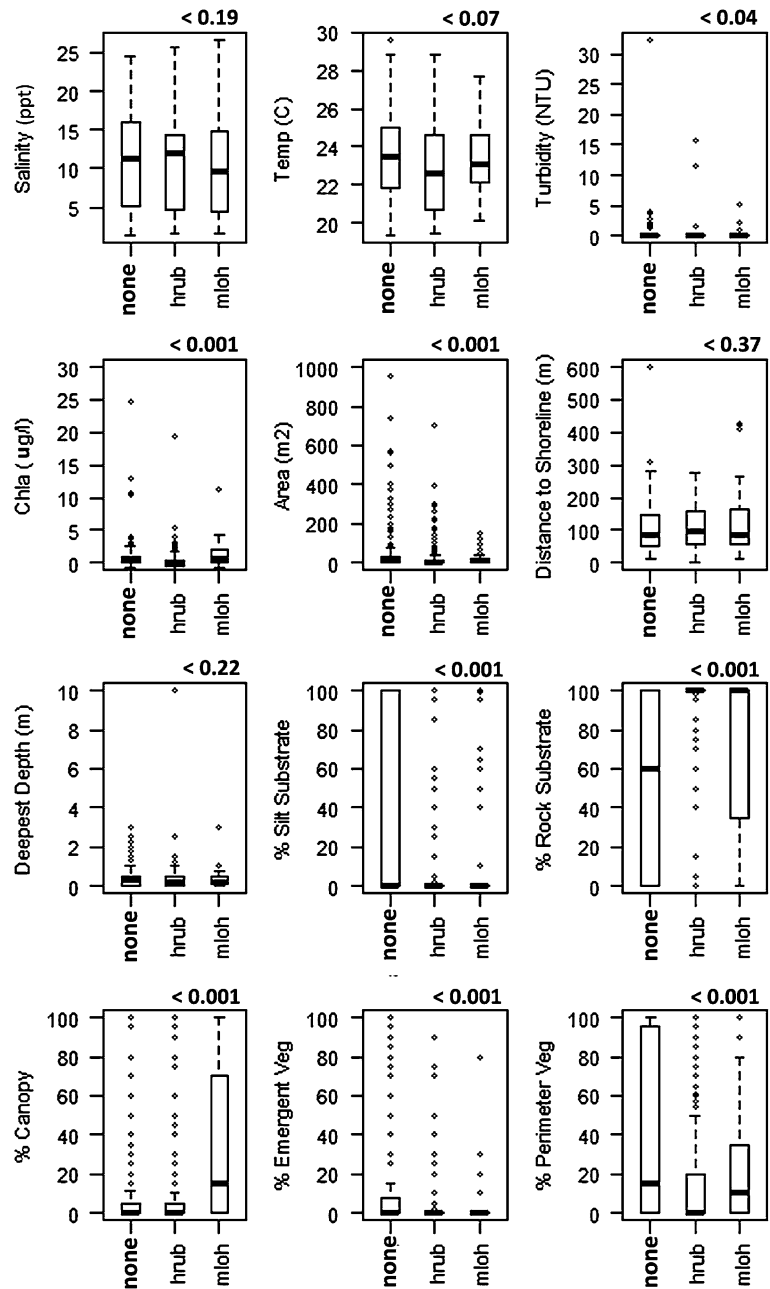 < 0.19
Salinity (ppt)
25
20
15
10
5
none
hrub
mloh
< 0.07
Temp (C)
30
28
26
24
22
20
none
hrub
mloh
< 0.04
Turbidity (NTU)
30
25
20
15
10
5
0
none
hrub
mloh
< 0.001
Chla ( ug/l)
30
25
20
15
10
5
0
none
hrub
mloh
< 0.001
Area (m2)
1000
800
600
400
200
0
none
hrub
mloh
< 0.37
Distance to Shoreline (m)
600
500
400
300
200
100
0
none
hrub
mloh
< 0.22
Deepest Depth (m)
10
8
6
4
2
0
none
hrub
mloh
< 0.001
% Silt Substrate
100
80
60
40
20
0
none
hrub
mloh
< 0.001
% Rock Substrate
100
80
60
40
20
0
none
hrub
mloh
< 0.001
% Canopy
100
80
60
40
20
0
none
hrub
mloh
< 0.001
% Emergent Veg
100
80
60
40
20
0
none
hrub
mloh
< 0.001
% Perimeter Veg
100
80
60
40
20
0
none
hrub
mloh